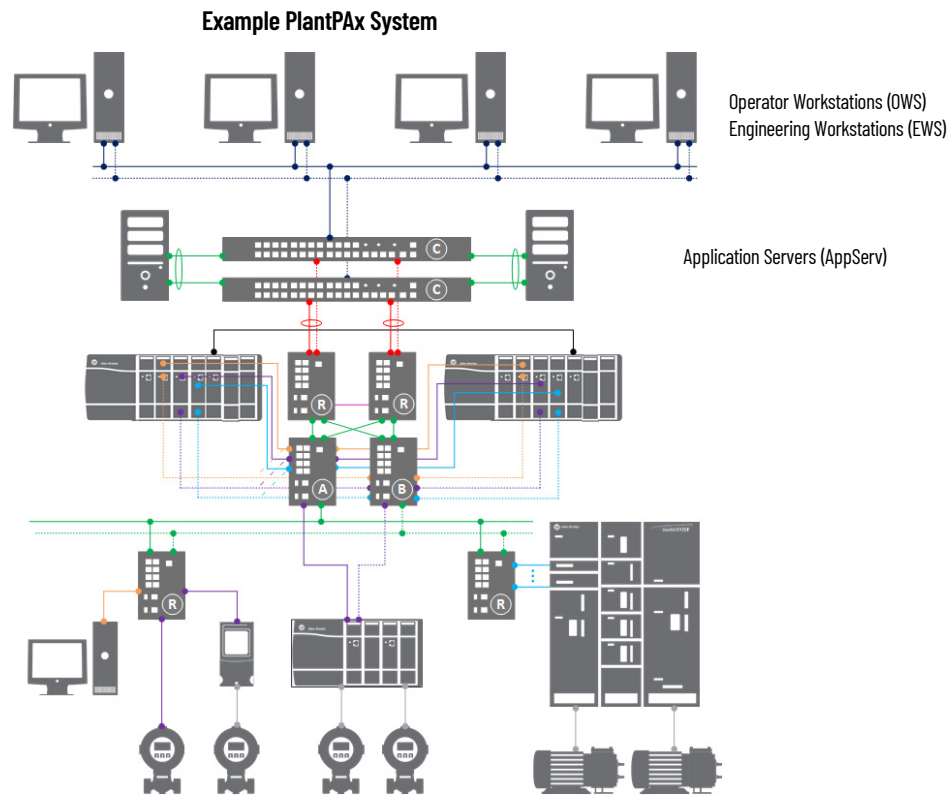 Example PlantPAx System
Operator Workstations (OWS)
Engineering Workstations (EWS)
C
Application Servers (AppServ)
C
R
R
A
B
R
R